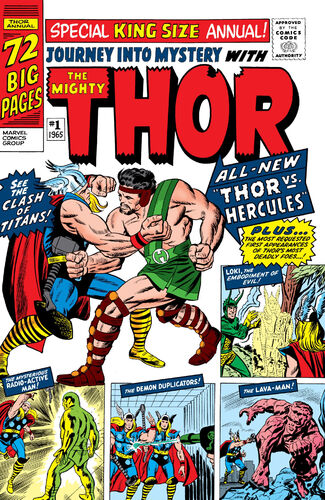 THOR
ANNUAL
72
BIG
PAGES
MARVEL
COMICS
GROUP
SPECIAL KING SIZE ANNUAL!
APPROVED
BY THE
COMICS
CODE
AUTHORITY
JOURNEY INTO MYSTERY WITH
THE
MIGHTY
THOR
#1
1965
SEE
THE
CLASH
OF
TITANS!
ALL-NEW
"THOR VS.
HERCULES"
PLUS...
THE MOST REQUESTED
FIRST APPEARANCES
OF THOR'S MOST
DEADLY FOES...!
LOKI, THE
EMBODIMENT OF
EVIL!
THE MYSTERIOUS
RADIO-ACTIVE
MAN!
THE DEMON DUPLICATORS!
THE LAVA-MAN!